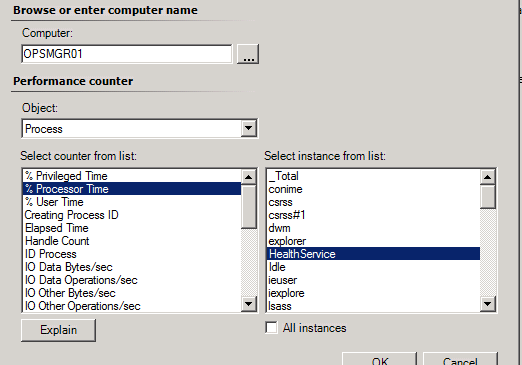 Browse or enter computer name
Computer:
OPSMGR01
...
Performance counter
Object:
Process
Select counter from list:
% Privileged Time
% Processor Time
% User Time
Creating Process ID
Elapsed Time
Handle Count
ID Process
IO Data Bytes/sec
IO Data Operations/sec
IO Other Bytes/sec
IO Other Operations/sec
Explain
Select instance from list:
_Total
conime
csrss
csrss#1
dwm
explorer
HealthService
Idle
ieuser
iexplore
lsass
All instances
OK
Cancel